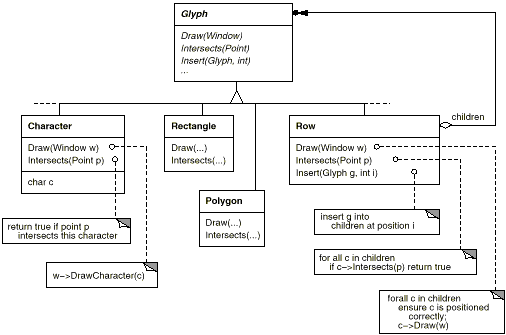 Glyph
Draw(Window)
Intersects(Point)
Insert(Glyph, int)
...
children
Character
Draw(Window w)
Intersects(Point p)
char c
Rectangle
Draw(...)
Intersects(...)
Row
Draw(Window w)
Intersects(Point p)
Insert(Glyph g, int i)
Polygon
Draw(...)
Intersects(...)
return true if point p
intersects this character
w->DrawCharacter(c)
insert g into
children at position i
for all c in children
if c->Intersects(p) return true
forall c in children
ensure c is positioned
correctly;
c->Draw(w)